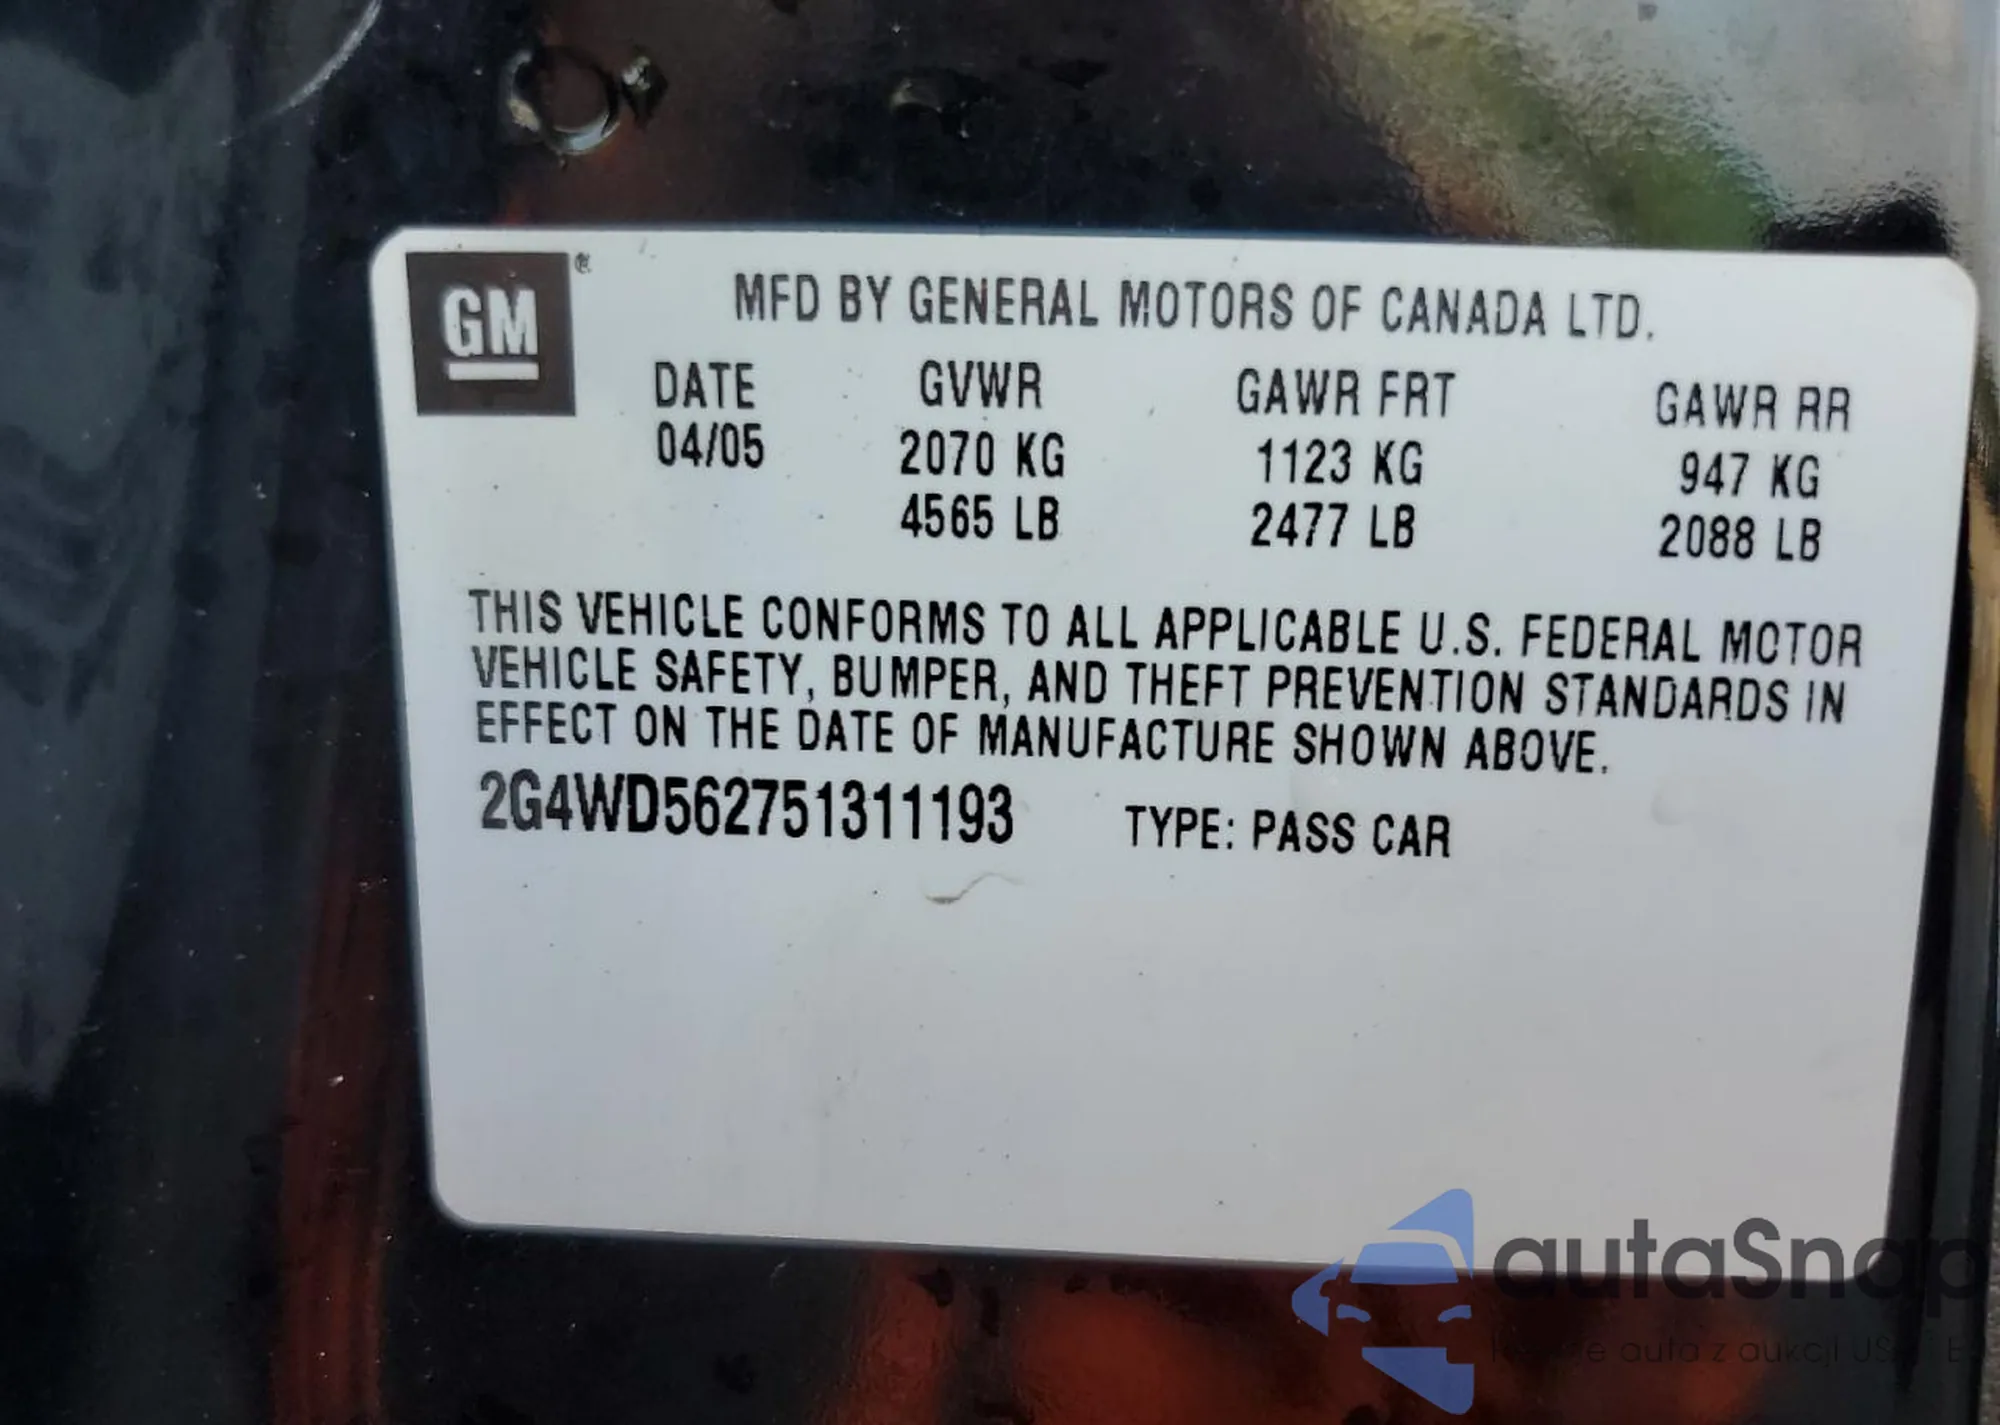 GM ®
MFD BY GENERAL MOTORS OF CANADA LTD.
DATE GVWR GAWR FRT GAWR RR
04/05 2070 KG 1123 KG 947 KG
4565 LB 2477 LB 2088 LB
THIS VEHICLE CONFORMS TO ALL APPLICABLE U.S. FEDERAL MOTOR
VEHICLE SAFETY, BUMPER, AND THEFT PREVENTION STANDARDS IN
EFFECT ON THE DATE OF MANUFACTURE SHOWN ABOVE.
2G4WD562751311193 TYPE: PASS CAR
autaSnap
auta z aukcji